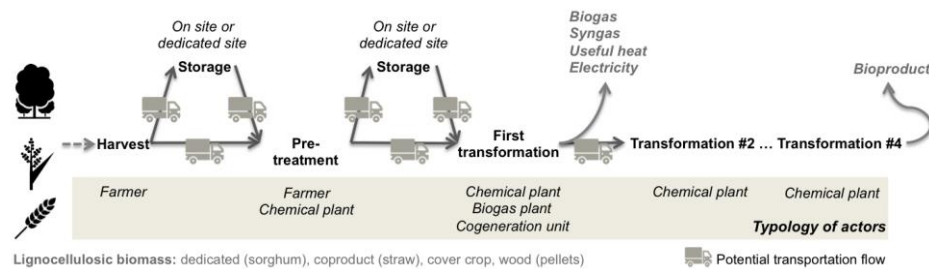 On site or
dedicated site
Storage
On site or
dedicated site
Storage
Biogas
Syngas
Useful heat
Electricity
Bioproduct
Harvest
Pre-
treatment
First
transformation
Transformation #2 ... Transformation #4
Farmer
Farmer
Chemical plant
Chemical plant
Biogas plant
Cogeneration unit
Chemical plant
Chemical plant
Typology of actors
Lignocellulosic biomass: dedicated (sorghum), coproduct (straw), cover crop, wood (pellets)
Potential transportation flow